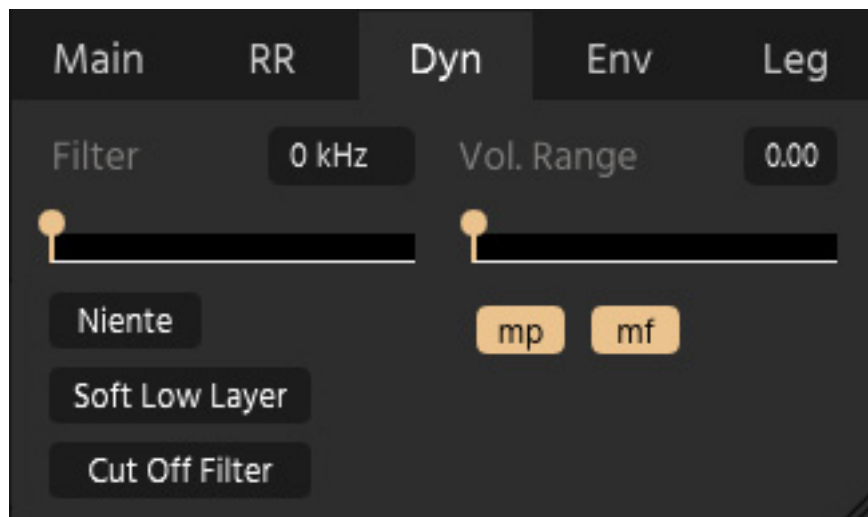 Main RR Dyn Env Leg
Filter 0 kHz Vol. Range 0.00
Niente mp mf
Soft Low Layer
Cut Off Filter